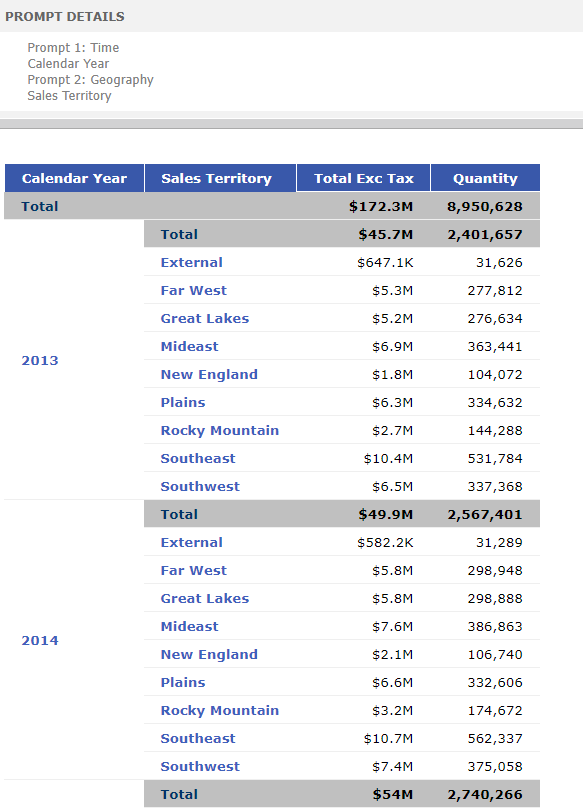 PROMPT DETAILS
Prompt 1: Time
Calendar Year
Prompt 2: Geography
Sales Territory
Calendar Year Sales Territory Total Exc Tax Quantity
Total $172.3M 8,950,628
Total $45.7M 2,401,657
External $647.1K 31,626
Far West $5.3M 277,812
Great Lakes $5.2M 276,634
Mideast $6.9M 363,441
2013
New England $1.8M 104,072
Plains $6.3M 334,632
Rocky Mountain $2.7M 144,288
Southeast $10.4M 531,784
Southwest $6.5M 337,368
Total $49.9M 2,567,401
External $582.2K 31,289
Far West $5.8M 298,948
Great Lakes $5.8M 298,888
Mideast $7.6M 386,863
2014
New England $2.1M 106,740
Plains $6.6M 332,606
Rocky Mountain $3.2M 174,672
Southeast $10.7M 562,337
Southwest $7.4M 375,058
Total $54M 2,740,266